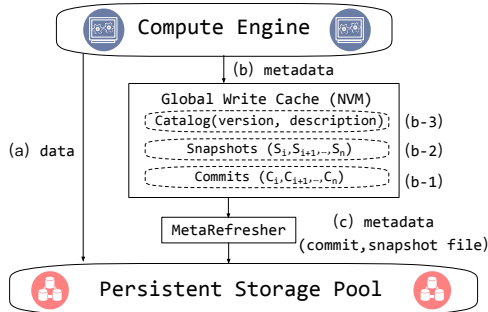 Compute Engine
(b) metadata
Global Write Cache (NVM)
Catalog(version, description)
(b-3)
(a) data
Snapshots (Si,Si+1,…,Sn)
(b-2)
Commits (Ci,Ci+1,…,Cn)
(b-1)
MetaRefresher
(c) metadata
(commit,snapshot file)
Persistent Storage Pool